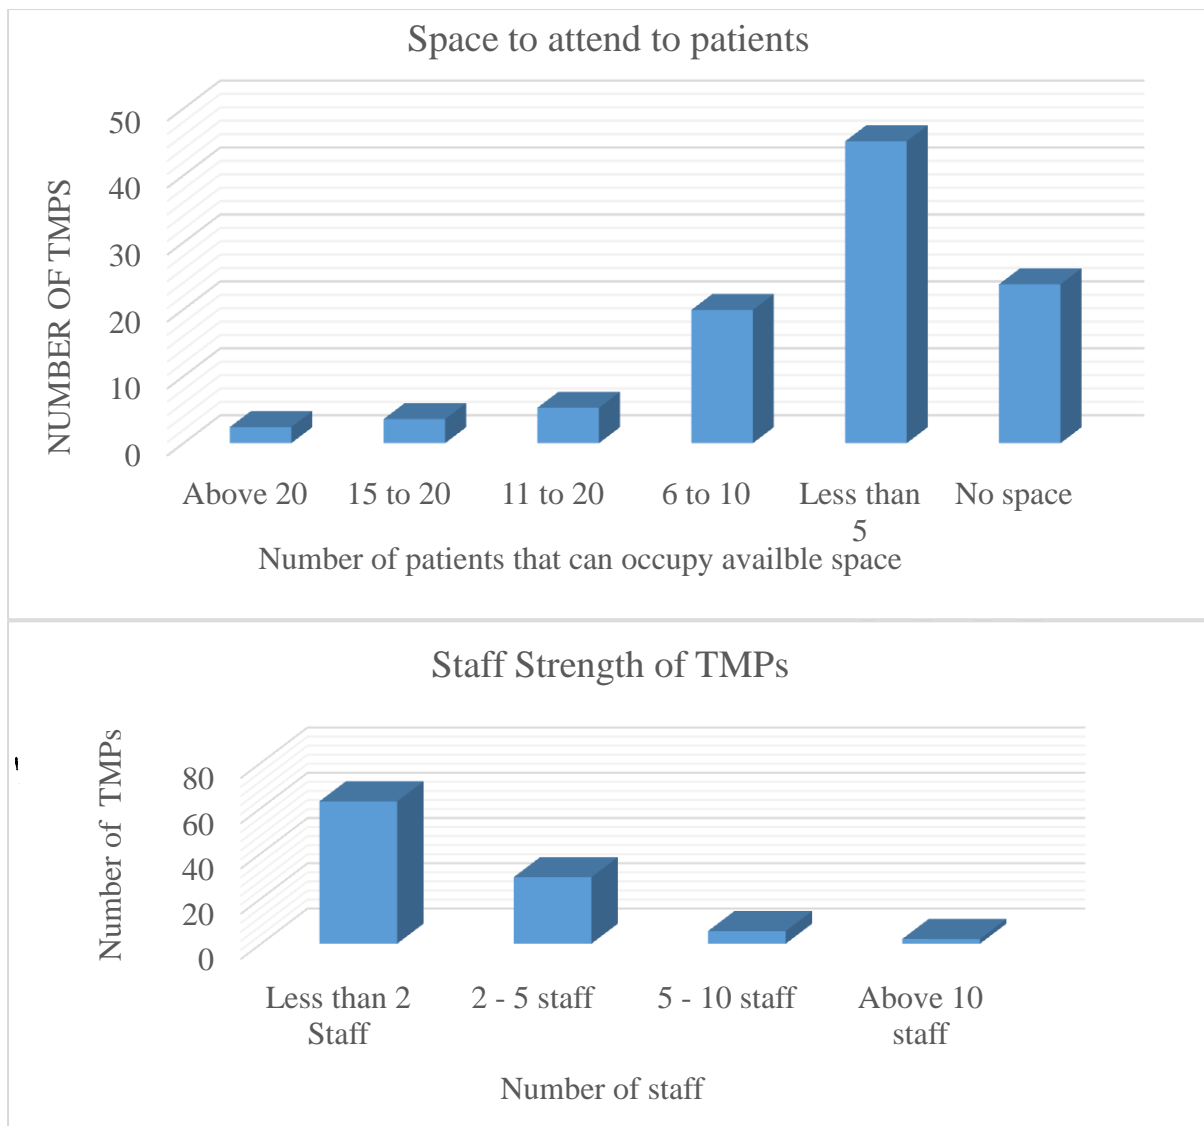 Space to attend to patients
NUMBER OF TMPS
50
40
30
20
10
0
Above 20
15 to 20
11 to 20
6 to 10
Less than
5
No space
Number of patients that can occupy availble space
Staff Strength of TMPs
Number of TMPs
80
60
40
20
0
Less than 2
Staff
2 - 5 staff
5 - 10 staff
Above 10
staff
Number of staff